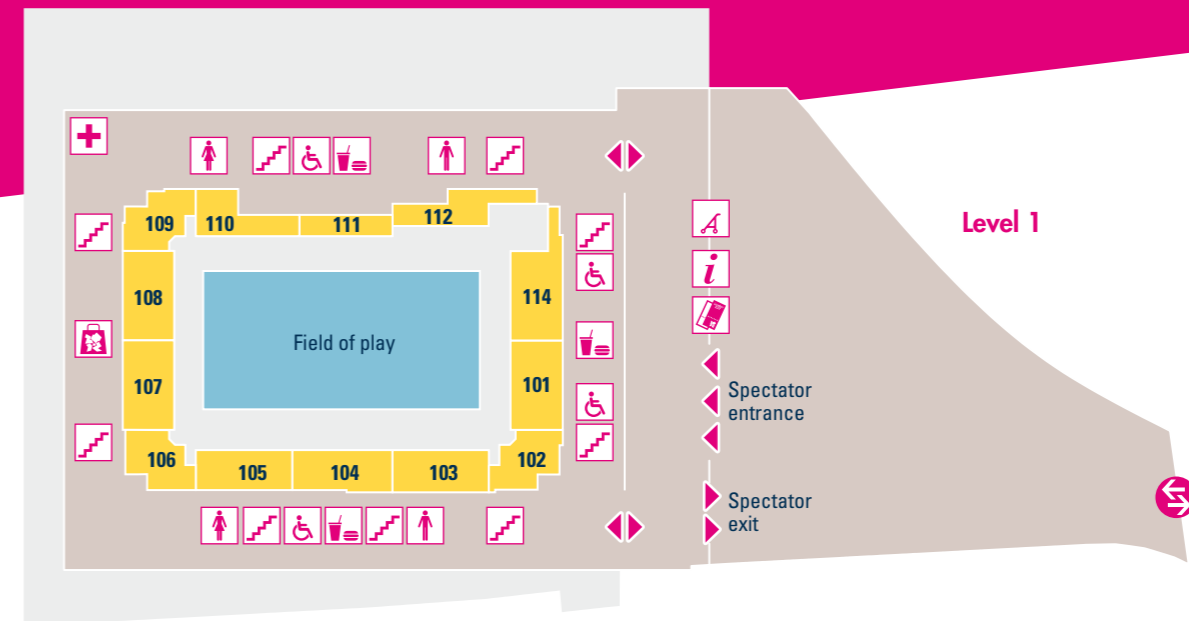 Level 1
109
110
111
112
108
114
Field of play
107
101
Spectator
entrance
106
105
104
103
102
Spectator
exit
i